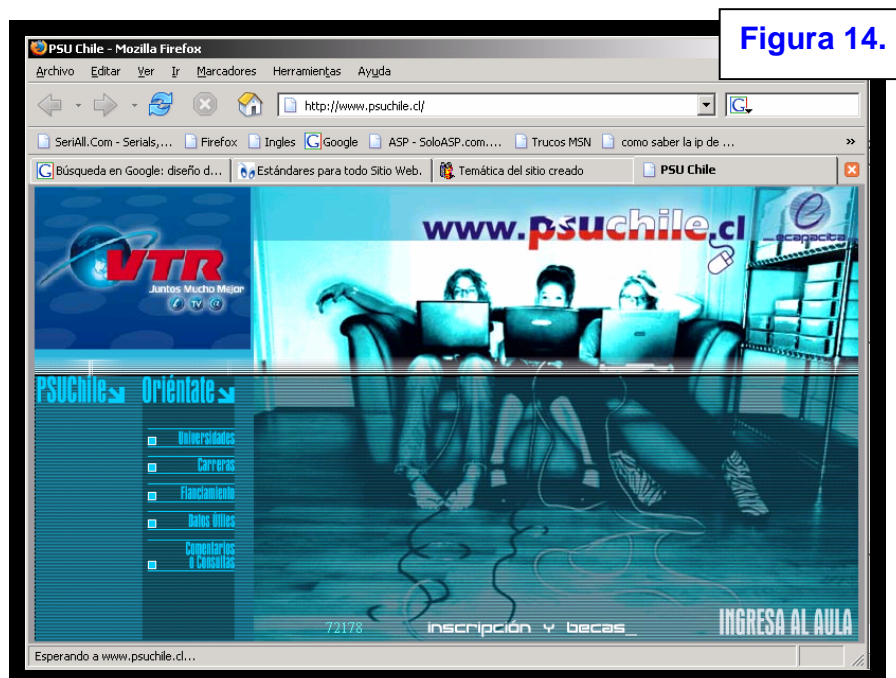 Figura 14.
PSU Chile - Mozilla Firefox
Archivo Editar Ver Ir Marcadores Herramientas Ayuda
http://www.psuchile.cl/
G
SeriAll.Com - Serials,... Firefox Ingles Google ASP - SoloASP.com.... Trucos MSN como saber la ip de ... »
Búsqueda en Google: diseño d... Estándares para todo Sitio Web. Temática del sitio creado PSU Chile
VTR
Juntos Mucho Mejor
TV @
www.psuchile.cl
e
ecapacita
PSUChile Oriéntate
Universidades
Carreras
Flanciamiento
Datos Útiles
Comentarios
o Consultas
72178 inscripción y becas_ INGRESA AL AULA
Esperando a www.psuchile.cl...